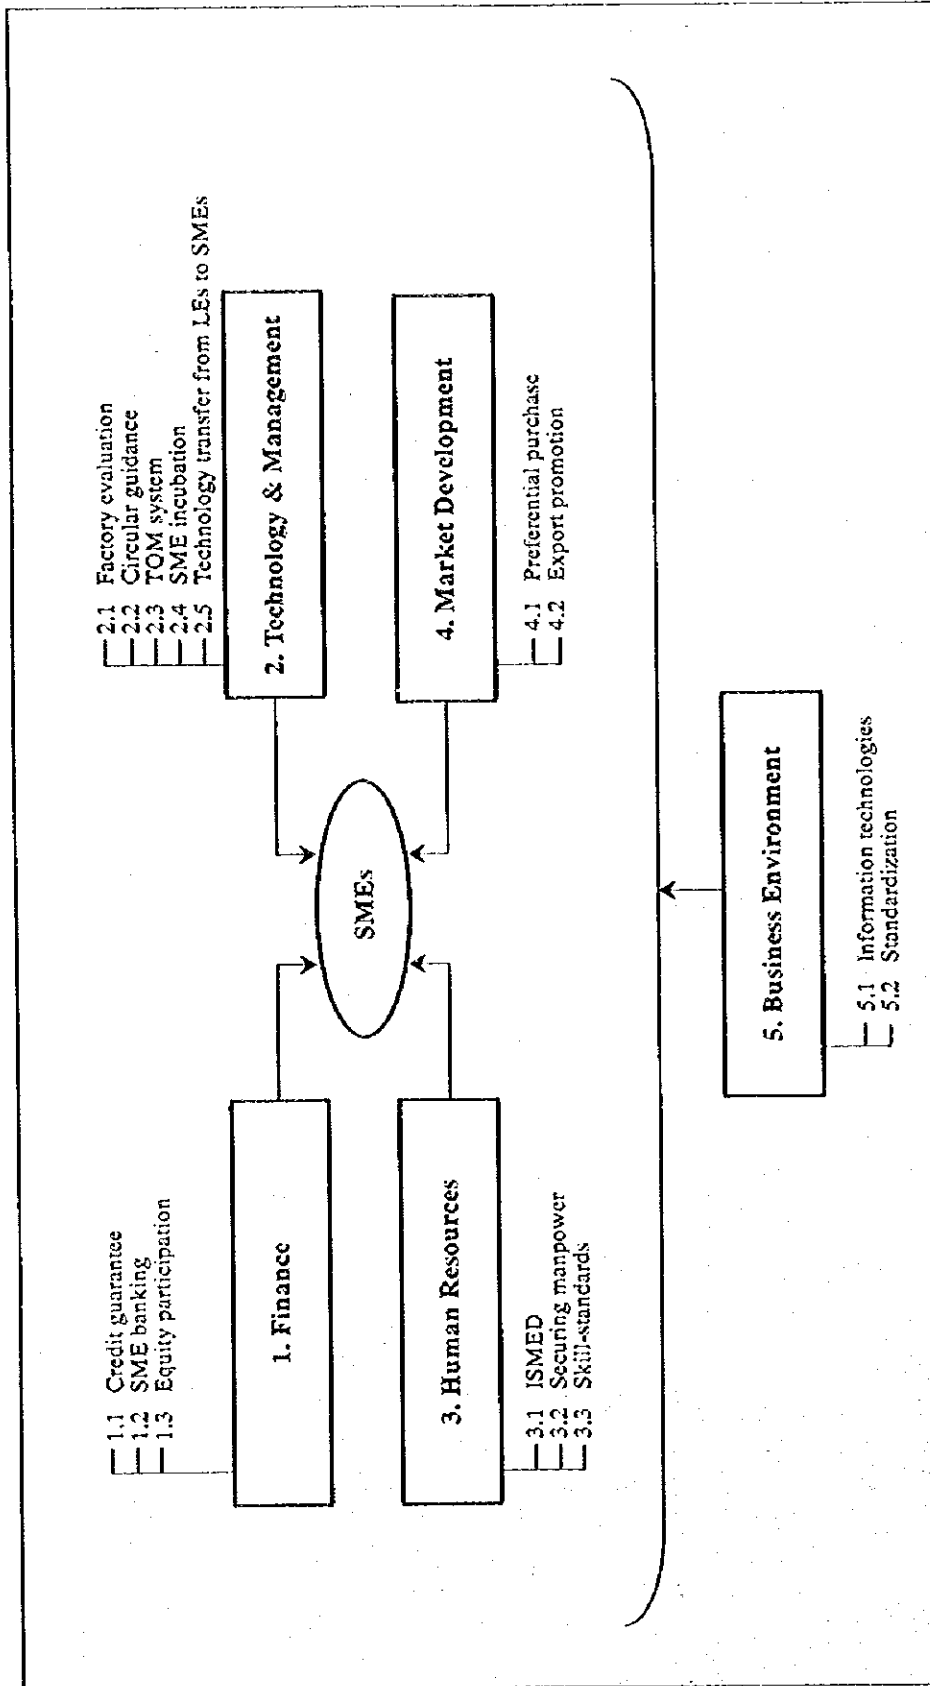 1.1 Credit guarantee
1.2 SME banking
1.3 Equity participation
1. Finance
2.1 Factory evaluation
2.2 Circular guidance
2.3 TQM system
2.4 SME incubation
2.5 Technology transfer from LEs to SMEs
2. Technology & Management
SMEs
3. Human Resources
3.1 ISMED
3.2 Securing manpower
3.3 Skill-standards
4. Market Development
4.1 Preferential purchase
4.2 Export promotion
5. Business Environment
5.1 Information technologies
5.2 Standardization